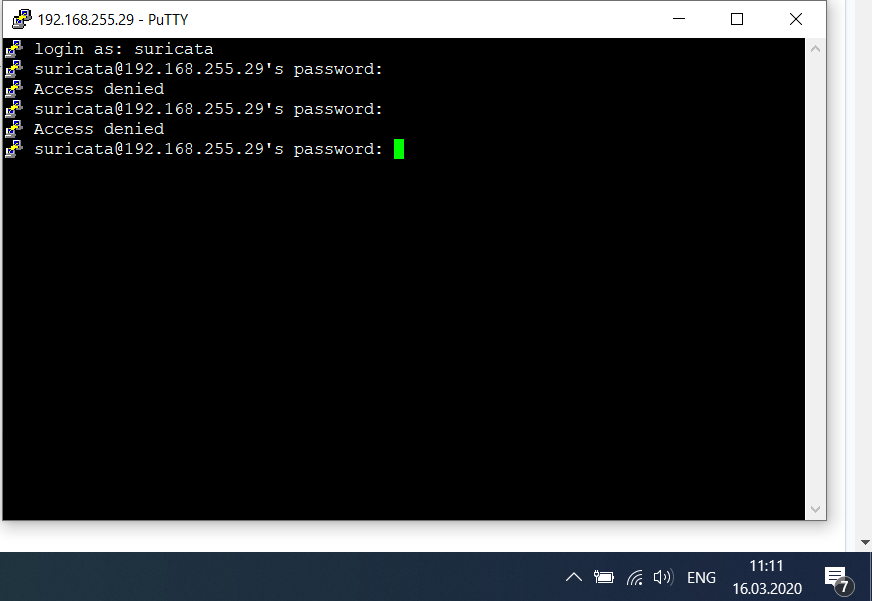 192.168.255.29 - PuTTY
login as: suricata
suricata@192.168.255.29's password:
Access denied
suricata@192.168.255.29's password:
Access denied
suricata@192.168.255.29's password:
ENG
11:11
16.03.2020
7